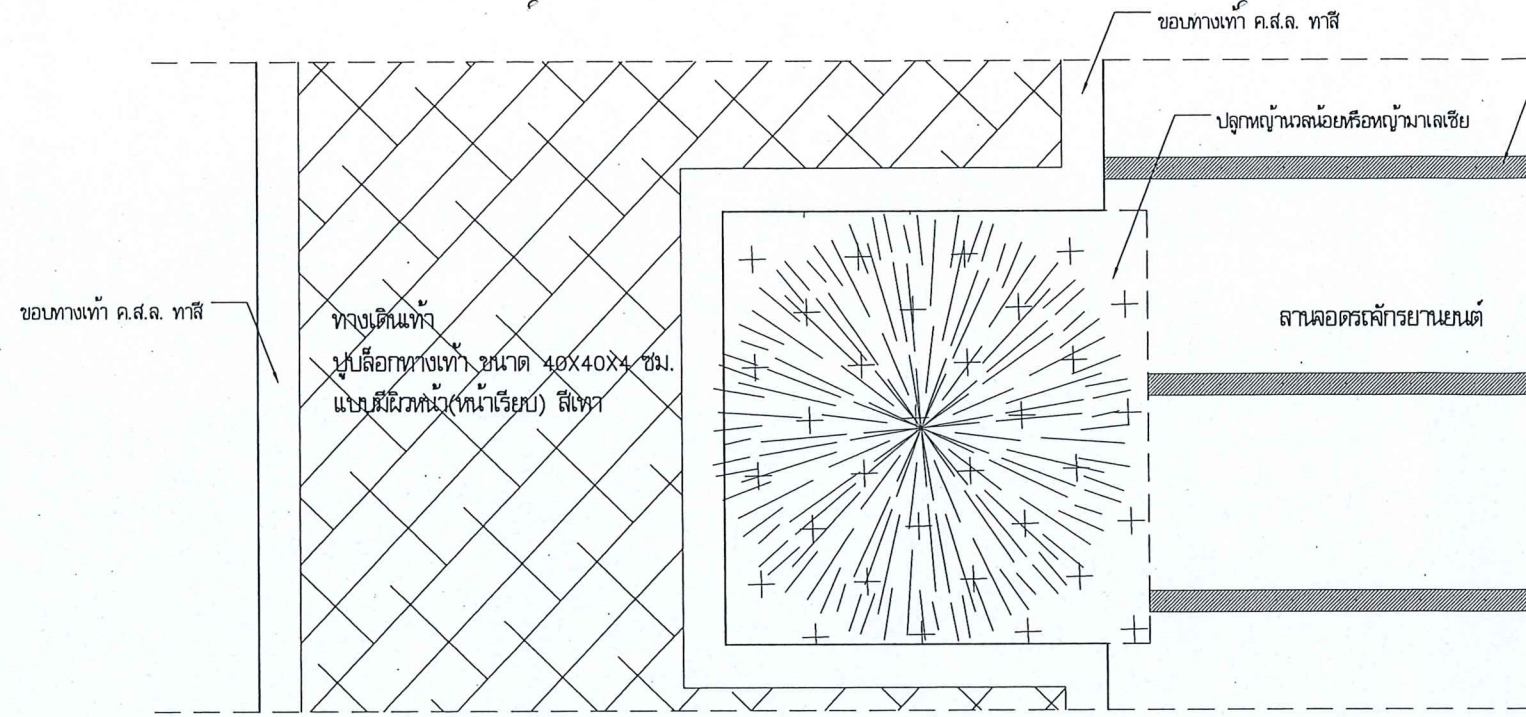 ขอบทางเท้า ค.ส.ล. ทาสี
ปลูกหญ้านวลน้อยหรือหญ้ามาเลเซีย
ขอบทางเท้า ค.ส.ล. ทาสี
ทางเดินเท้า
ปูบล็อกทางเท้า ขนาด 40X40X4 ซม.
แบบมีผิวหน้า(หน้าเรียบ) สีเทา
ลานจอดรถจักรยานยนต์